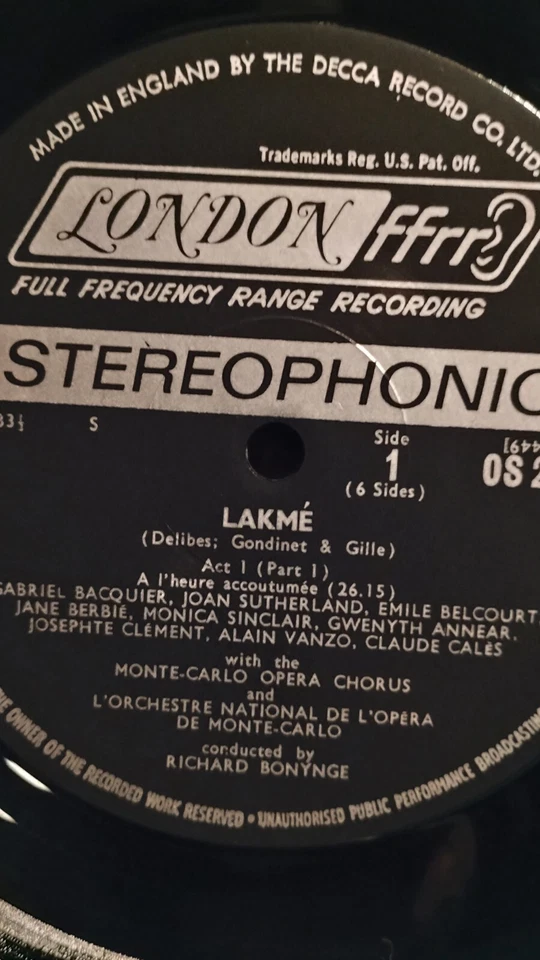 MADE IN ENGLAND BY THE DECCA RECORD CO. LTD.
Trademarks Reg. U.S. Pat. Off.
LONDON ffrr
FULL FREQUENCY RANGE RECORDING
STEREOPHONIC
33⅓ S
Side
1
(6 Sides)
OS 2
LAKMÉ
(Delibes; Gondinet & Gille)
Act 1 (Part 1)
A l'heure accoutumée (26.15)
GABRIEL BACQUIER, JOAN SUTHERLAND, EMILE BELCOURT,
JANE BERBIÉ, MONICA SINCLAIR, GWENYTH ANNEAR,
JOSEPHTE CLÉMENT, ALAIN VANZO, CLAUDE CALÈS
with the
MONTE-CARLO OPERA CHORUS
and
L'ORCHESTRE NATIONAL DE L'OPÉRA
DE MONTE-CARLO
conducted by
RICHARD BONYNGE
THE OWNER OF THE RECORDED WORK RESERVED • UNAUTHORISED PUBLIC PERFORMANCE BROADCASTING